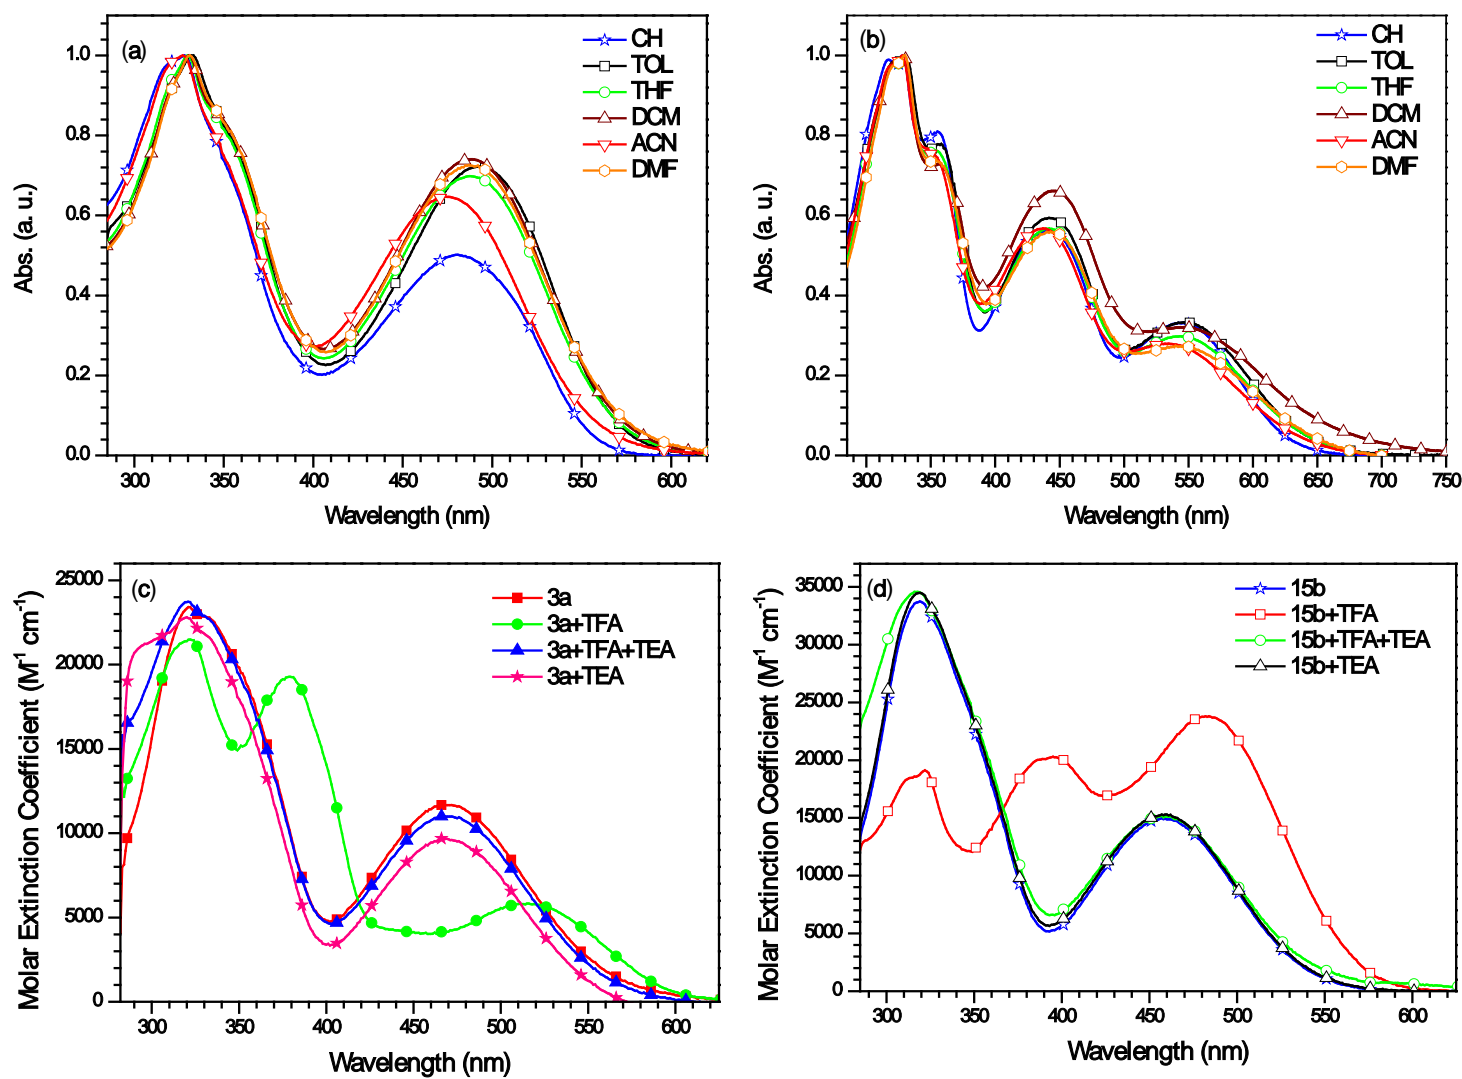 (a)
CH
TOL
THF
DCM
ACN
DMF
1.0
0.8
0.6
0.4
0.2
0.0
Abs. (a. u.)
300 350 400 450 500 550 600
Wavelength (nm)
(b)
CH
TOL
THF
DCM
ACN
DMF
1.0
0.8
0.6
0.4
0.2
0.0
Abs. (a. u.)
300 350 400 450 500 550 600 650 700 750
Wavelength (nm)
(c)
3a
3a+TFA
3a+TFA+TEA
3a+TEA
25000
20000
15000
10000
5000
0
Molar Extinction Coefficient (M⁻¹ cm⁻¹)
300 350 400 450 500 550 600
Wavelength (nm)
(d)
15b
15b+TFA
15b+TFA+TEA
15b+TEA
35000
30000
25000
20000
15000
10000
5000
0
Molar Extinction Coefficient (M⁻¹ cm⁻¹)
300 350 400 450 500 550 600
Wavelength (nm)